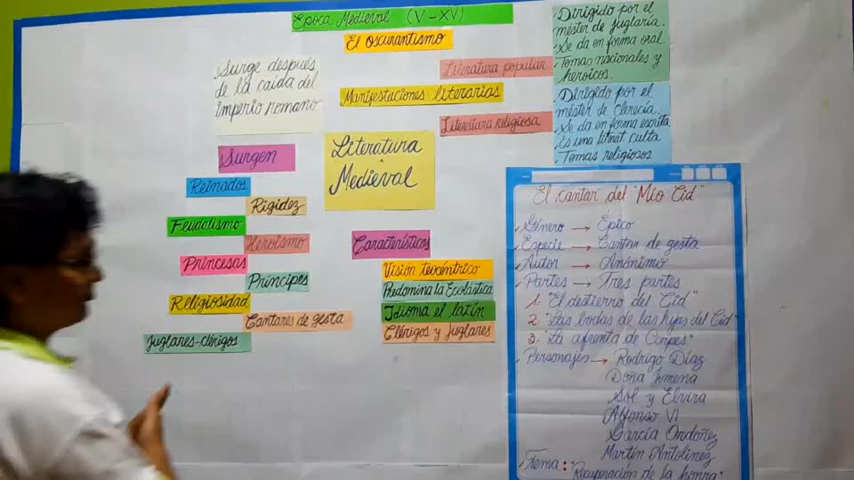 Epoca Medieval (V-XV)
El oscurantismo
Surge después
de la caída del
imperio romano
Literatura popular
Manifestaciones literarias
Literatura Religiosa
Dirigido por el
méster de juglaría.
Se da en forma oral
Temas nacionales y
heroicos.
Dirigido por el
méster de clerecía.
Se da en forma escrita
Es una literat. culta
Temas religiosos
Literatura
Medieval
Surgen
Reinados
Rigidez
Feudalismo
Heroísmo
Princesas
Príncipes
Religiosidad
Cantares de gesta
Juglares-clérigos
Características
Visión teocéntrico
Predomina la Ecolástica
Idioma el latín
Clérigos y Juglares
El cantar del "Mio Cid"
Género → Épico
Especie → Cantar de gesta
Autor → Anónimo
Partes → Tres partes
1. "El destierro del Cid"
2. "Las bodas de las hijas del Cid"
3. "La afrenta de Corpes"
Personajes → Rodrigo Díaz
Doña Jimena
Sol y Elvira
Alfonso VI
García Ordoñez
Martín Antolínez
Tema: "Recuperación de la honra"